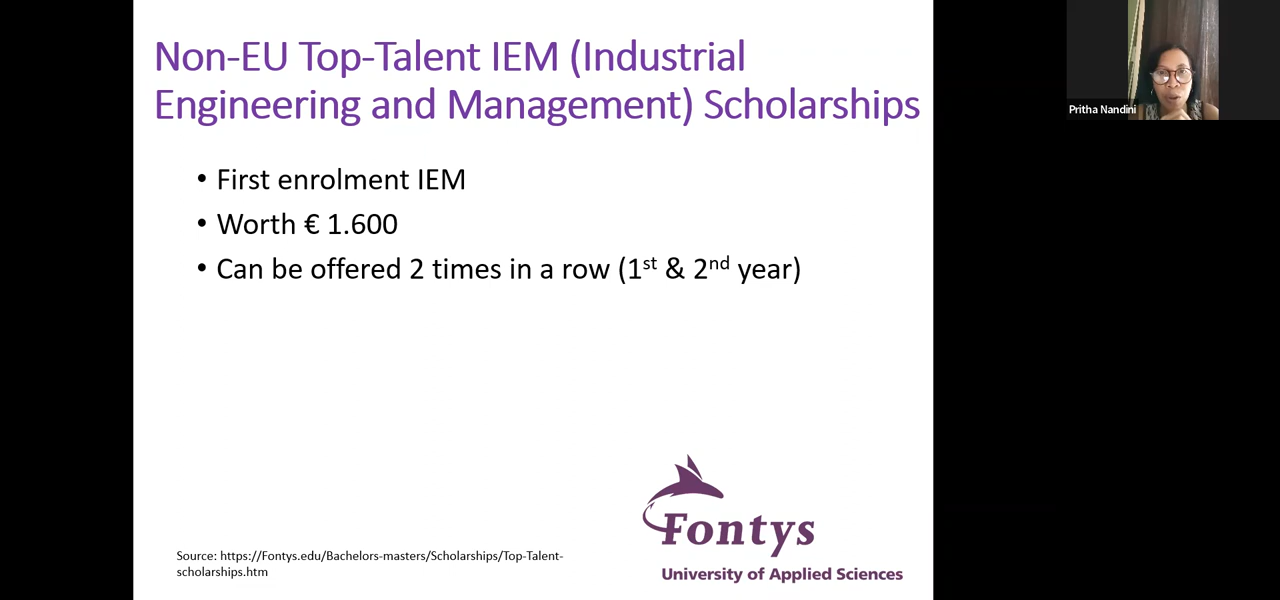 Non-EU Top-Talent IEM (Industrial
Engineering and Management) Scholarships
• First enrolment IEM
• Worth € 1.600
• Can be offered 2 times in a row (1st & 2nd year)
Source: https://Fontys.edu/Bachelors-masters/Scholarships/Top-Talent-
scholarships.htm
Fontys
University of Applied Sciences
Pritha Nandini